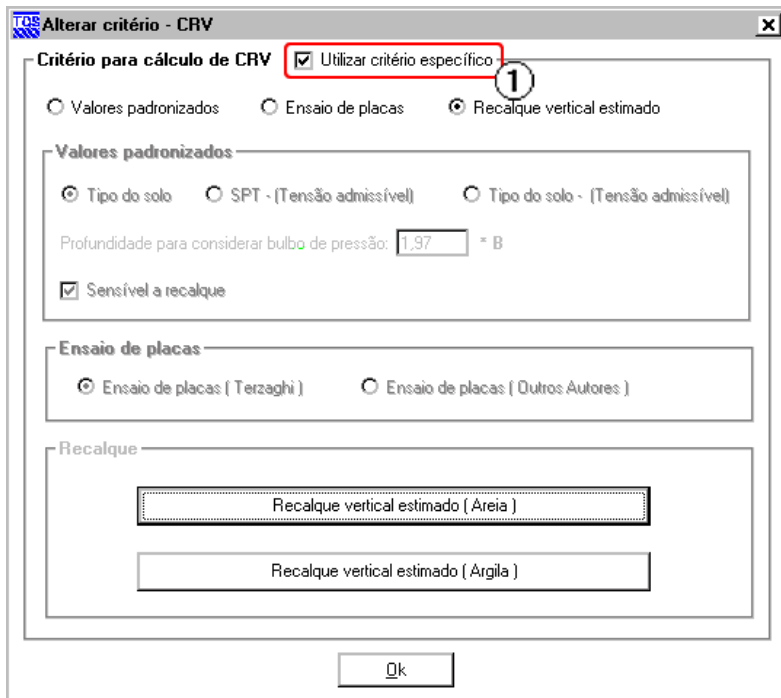 TQS Alterar critério - CRV
Critério para cálculo de CRV Utilizar critério específico
1
Valores padronizados Ensaio de placas Recalque vertical estimado
Valores padronizados
Tipo do solo SPT - (Tensão admissível) Tipo do solo - (Tensão admissível)
Profundidade para considerar bulbo de pressão: 1,97 * B
Sensível a recalque
Ensaio de placas
Ensaio de placas ( Terzaghi ) Ensaio de placas ( Outros Autores )
Recalque
Recalque vertical estimado ( Areia )
Recalque vertical estimado ( Argila )
Ok